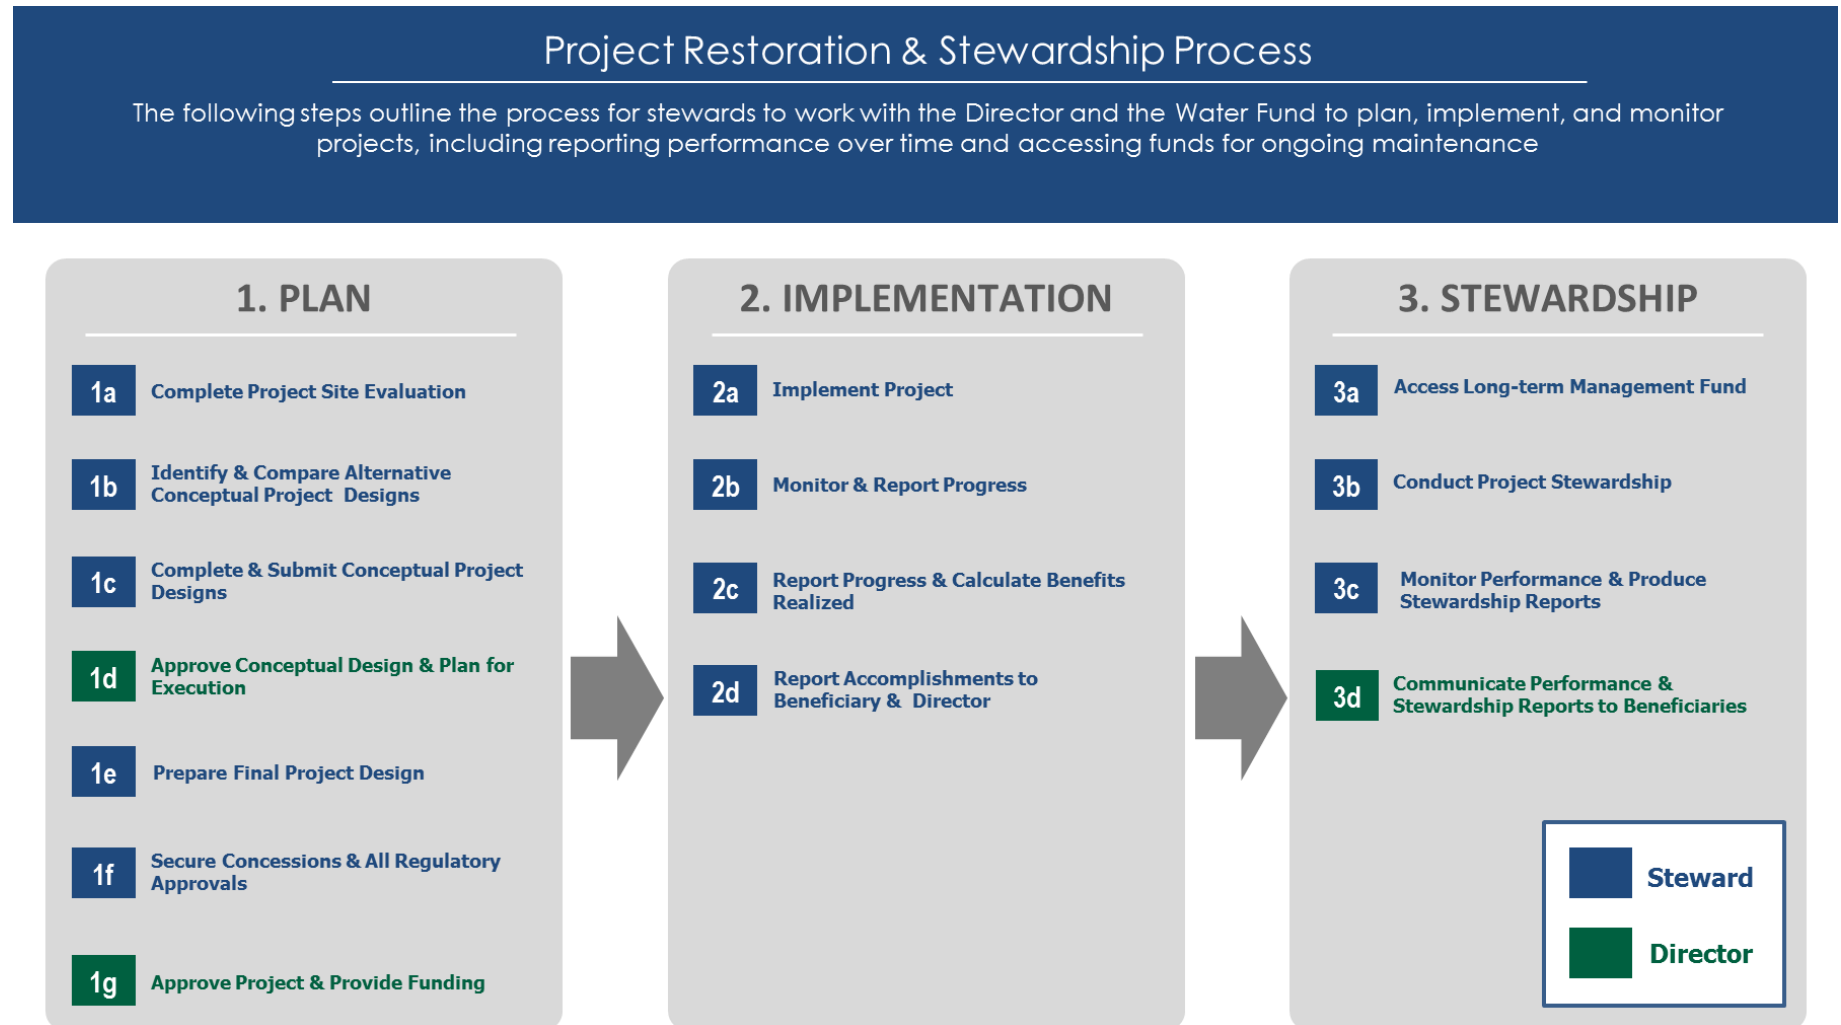 Project Restoration & Stewardship Process
The following steps outline the process for stewards to work with the Director and the Water Fund to plan, implement, and monitor
projects, including reporting performance over time and accessing funds for ongoing maintenance
1. PLAN
1a Complete Project Site Evaluation
1b Identify & Compare Alternative
Conceptual Project Designs
1c Complete & Submit Conceptual Project
Designs
1d Approve Conceptual Design & Plan for
Execution
1e Prepare Final Project Design
1f Secure Concessions & All Regulatory
Approvals
1g Approve Project & Provide Funding
2. IMPLEMENTATION
2a Implement Project
2b Monitor & Report Progress
2c Report Progress & Calculate Benefits
Realized
2d Report Accomplishments to
Beneficiary & Director
3. STEWARDSHIP
3a Access Long-term Management Fund
3b Conduct Project Stewardship
3c Monitor Performance & Produce
Stewardship Reports
3d Communicate Performance &
Stewardship Reports to Beneficiaries
Steward
Director